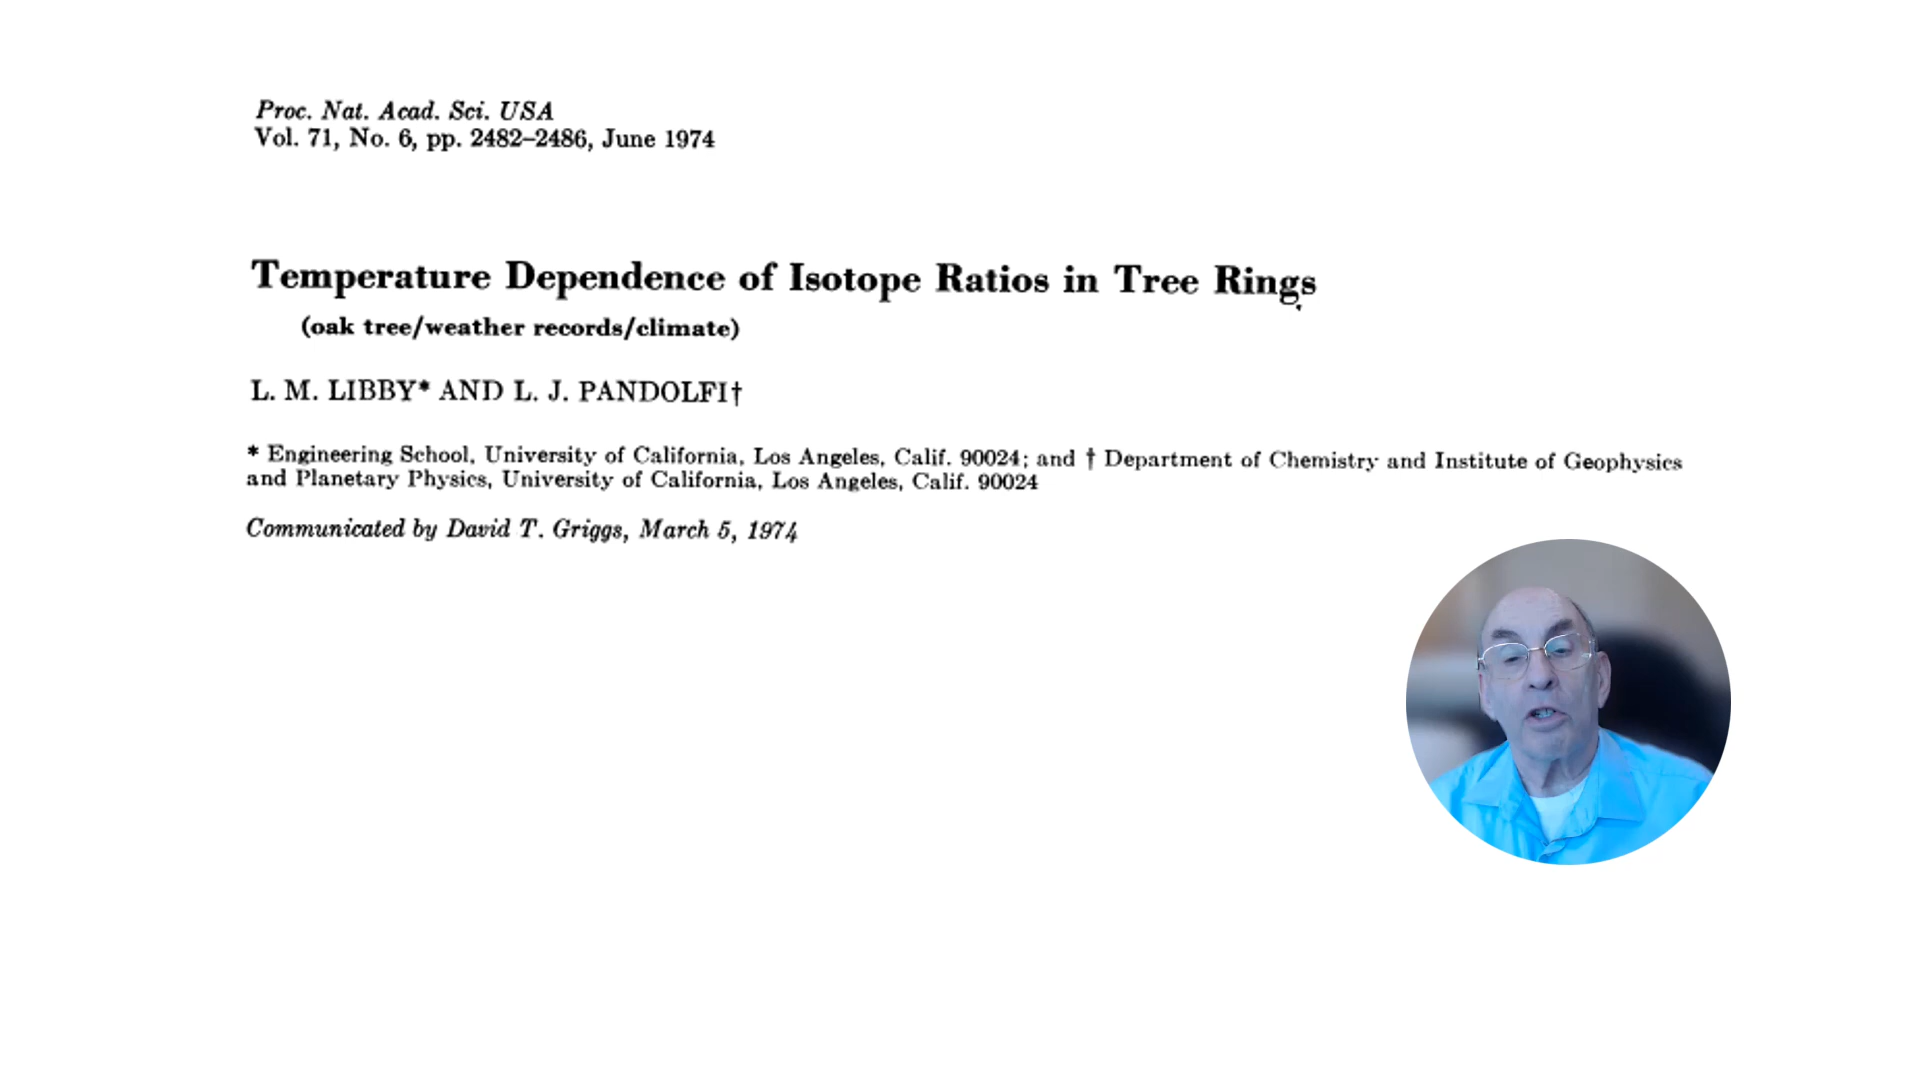 Proc. Nat. Acad. Sci. USA
Vol. 71, No. 6, pp. 2482–2486, June 1974
Temperature Dependence of Isotope Ratios in Tree Rings
(oak tree/weather records/climate)
L. M. LIBBY* AND L. J. PANDOLFI†
* Engineering School, University of California, Los Angeles, Calif. 90024; and † Department of Chemistry and Institute of Geophysics
and Planetary Physics, University of California, Los Angeles, Calif. 90024
Communicated by David T. Griggs, March 5, 1974